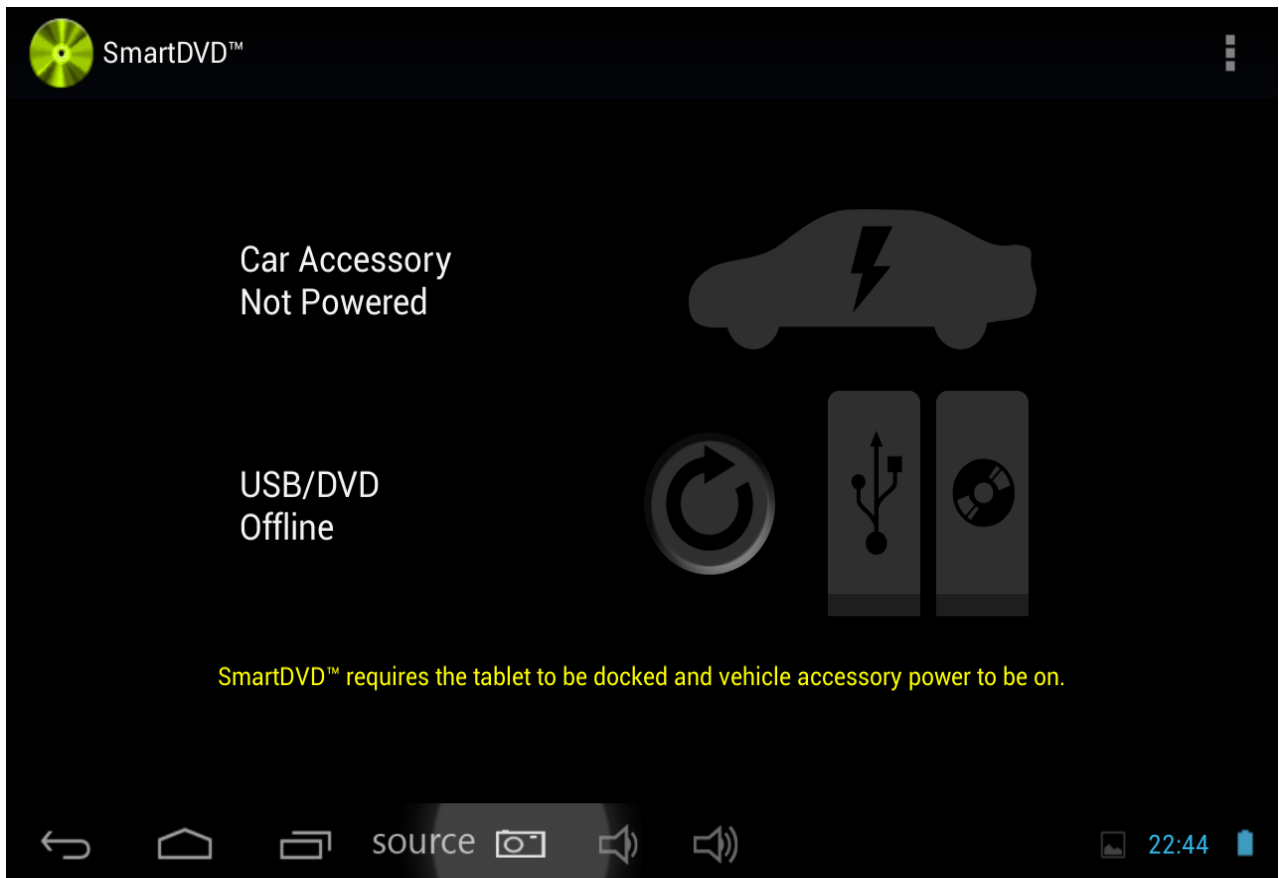 SmartDVD™
Car Accessory
Not Powered
USB/DVD
Offline
SmartDVD™ requires the tablet to be docked and vehicle accessory power to be on.
source
22:44